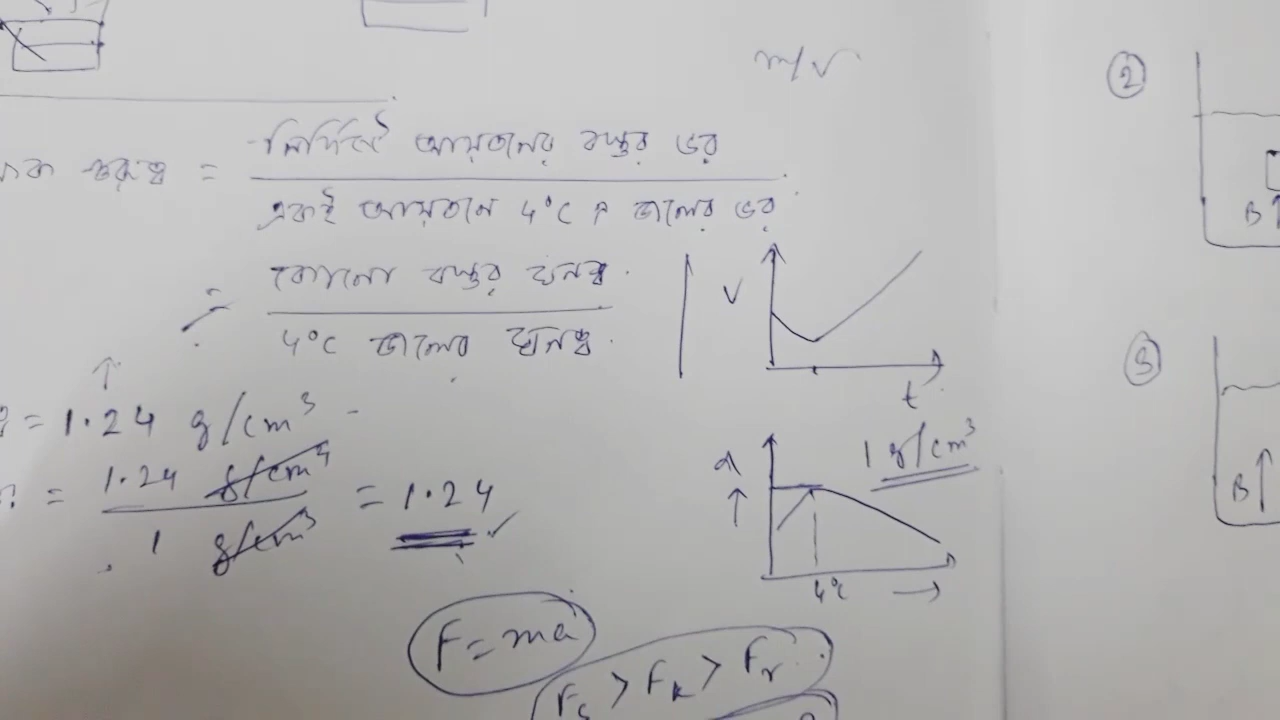 m/v
নির্দিষ্ট আয়তনের বস্তুর ভর
গুরুত্ব =
একই আয়তনে 4°C এ জলের ভর
= কোনো বস্তুর ঘনত্ব
4°C জলের ঘনত্ব
V
t
= 1.24 g/cm³
= 1.24 g/cm³ = 1.24
1 g/cm³
d
1 g/cm³
4°C
F = ma
Fs > Fk > Fr
2
B
3
B